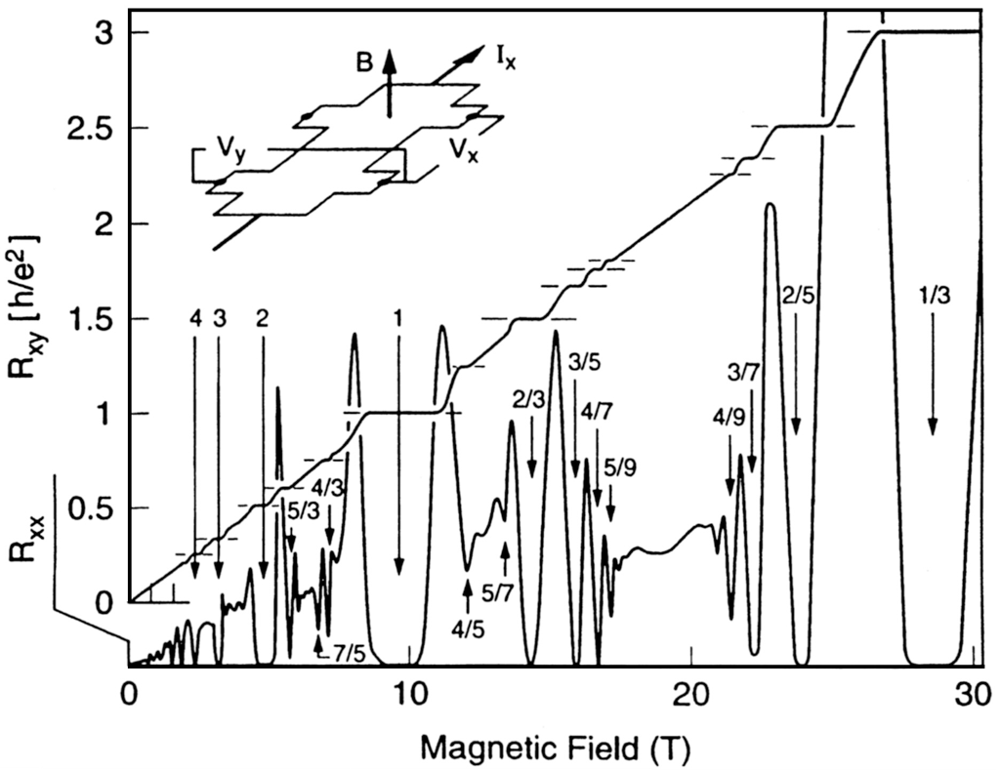 3
2.5
2
1.5
1
0.5
0
R_xy [h/e²]
R_xx
B
I_x
V_y
V_x
4 3 2 1
5/3
4/3
7/5
4/5
5/7
2/3
3/5
4/7
5/9
4/9
3/7
2/5
1/3
0 10 20 30
Magnetic Field (T)